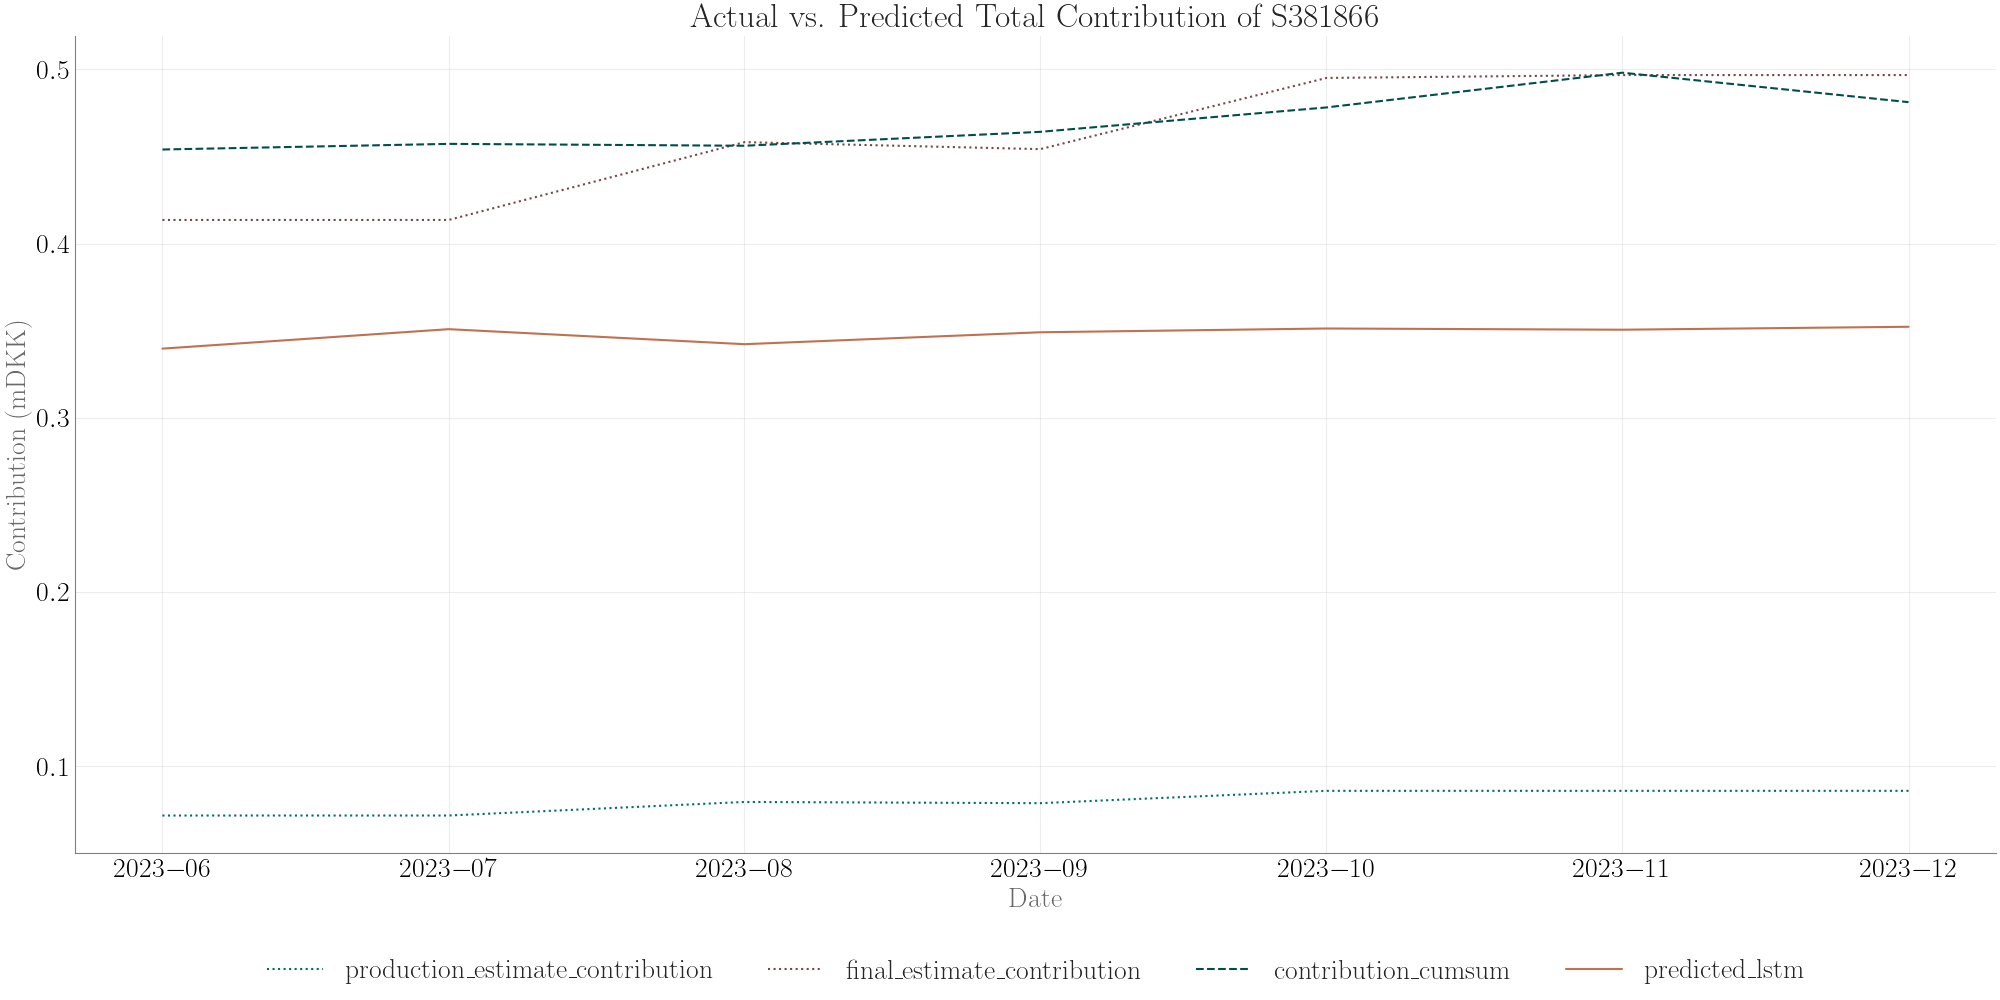 Actual vs. Predicted Total Contribution of S381866
Contribution (mDKK)
0.5
0.4
0.3
0.2
0.1
2023–06 2023–07 2023–08 2023–09 2023–10 2023–11 2023–12
Date
production_estimate_contribution final_estimate_contribution contribution_cumsum predicted_lstm